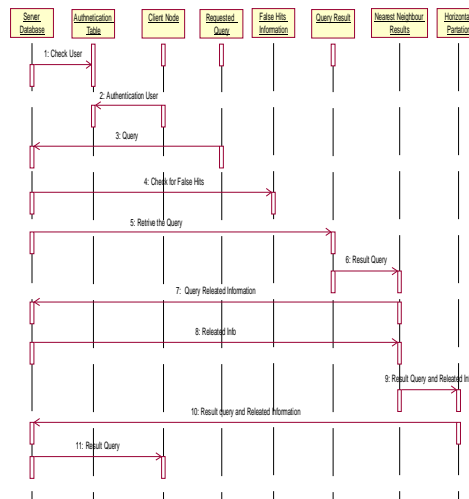 Server
Database
Authnetication
Table
Client Node
Requested
Query
False Hits
Information
Query Result
Nearest Neighbour
Results
Horizonta
Partation
1: Check User
2: Authentication User
3: Query
4: Check for False Hits
5: Retrive the Query
6: Result Query
7: Query Releated Information
8: Releated Info
9: Result Query and Releated In
10: Result query and Releated Information
11: Result Query